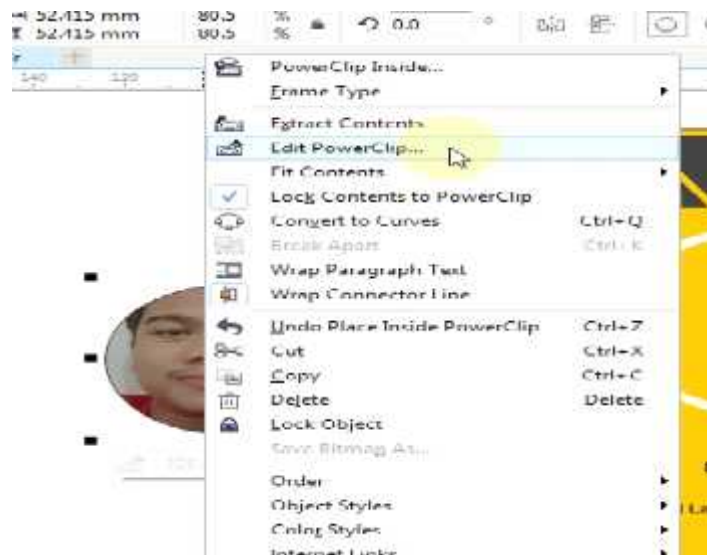 52.415 mm 80.5 % 0.0 °
52.415 mm 80.5 %
140 120
PowerClip Inside...
Frame Type
Extract Contents
Edit PowerClip...
Fit Contents
Lock Contents to PowerClip
Convert to Curves Ctrl+Q
Break Apart Ctrl+K
Wrap Paragraph Text
Wrap Connector Line
Undo Place Inside PowerClip Ctrl+Z
Cut Ctrl+X
Copy Ctrl+C
Delete Delete
Lock Object
Save Bitmap As...
Order
Object Styles
Color Styles
Internet Links